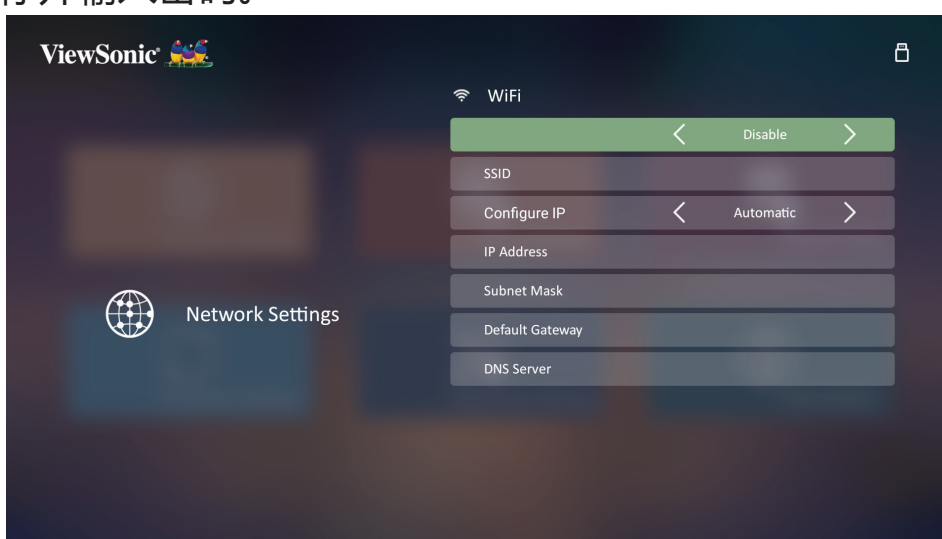 ViewSonic®
WiFi
Disable
SSID
Configure IP Automatic
IP Address
Subnet Mask
Network Settings
Default Gateway
DNS Server